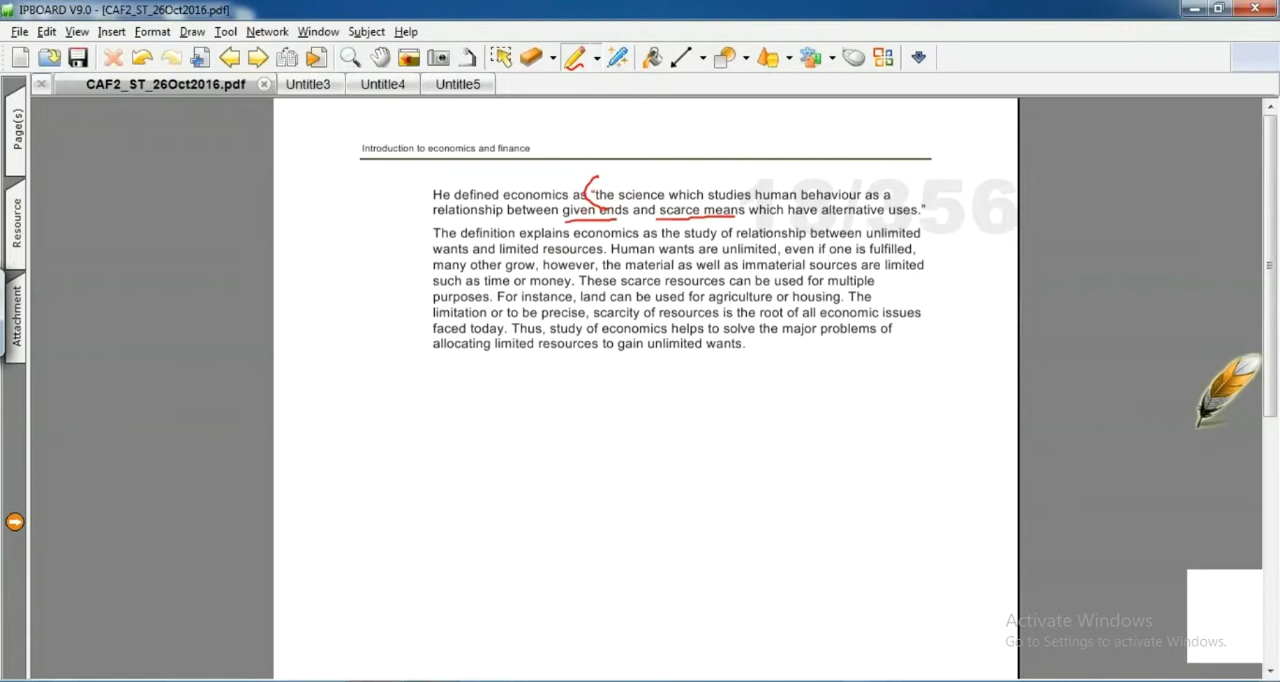 IPBOARD V9.0 - [CAF2_ST_26Oct2016.pdf]
File Edit View Insert Format Draw Tool Network Window Subject Help
CAF2_ST_26Oct2016.pdf Untitle3 Untitle4 Untitle5
Page(s)
Resource
Attachment
Introduction to economics and finance
18/356
He defined economics as “the science which studies human behaviour as a
relationship between given ends and scarce means which have alternative uses.”
The definition explains economics as the study of relationship between unlimited
wants and limited resources. Human wants are unlimited, even if one is fulfilled,
many other grow, however, the material as well as immaterial sources are limited
such as time or money. These scarce resources can be used for multiple
purposes. For instance, land can be used for agriculture or housing. The
limitation or to be precise, scarcity of resources is the root of all economic issues
faced today. Thus, study of economics helps to solve the major problems of
allocating limited resources to gain unlimited wants.
Activate Windows
Go to Settings to activate Windows.